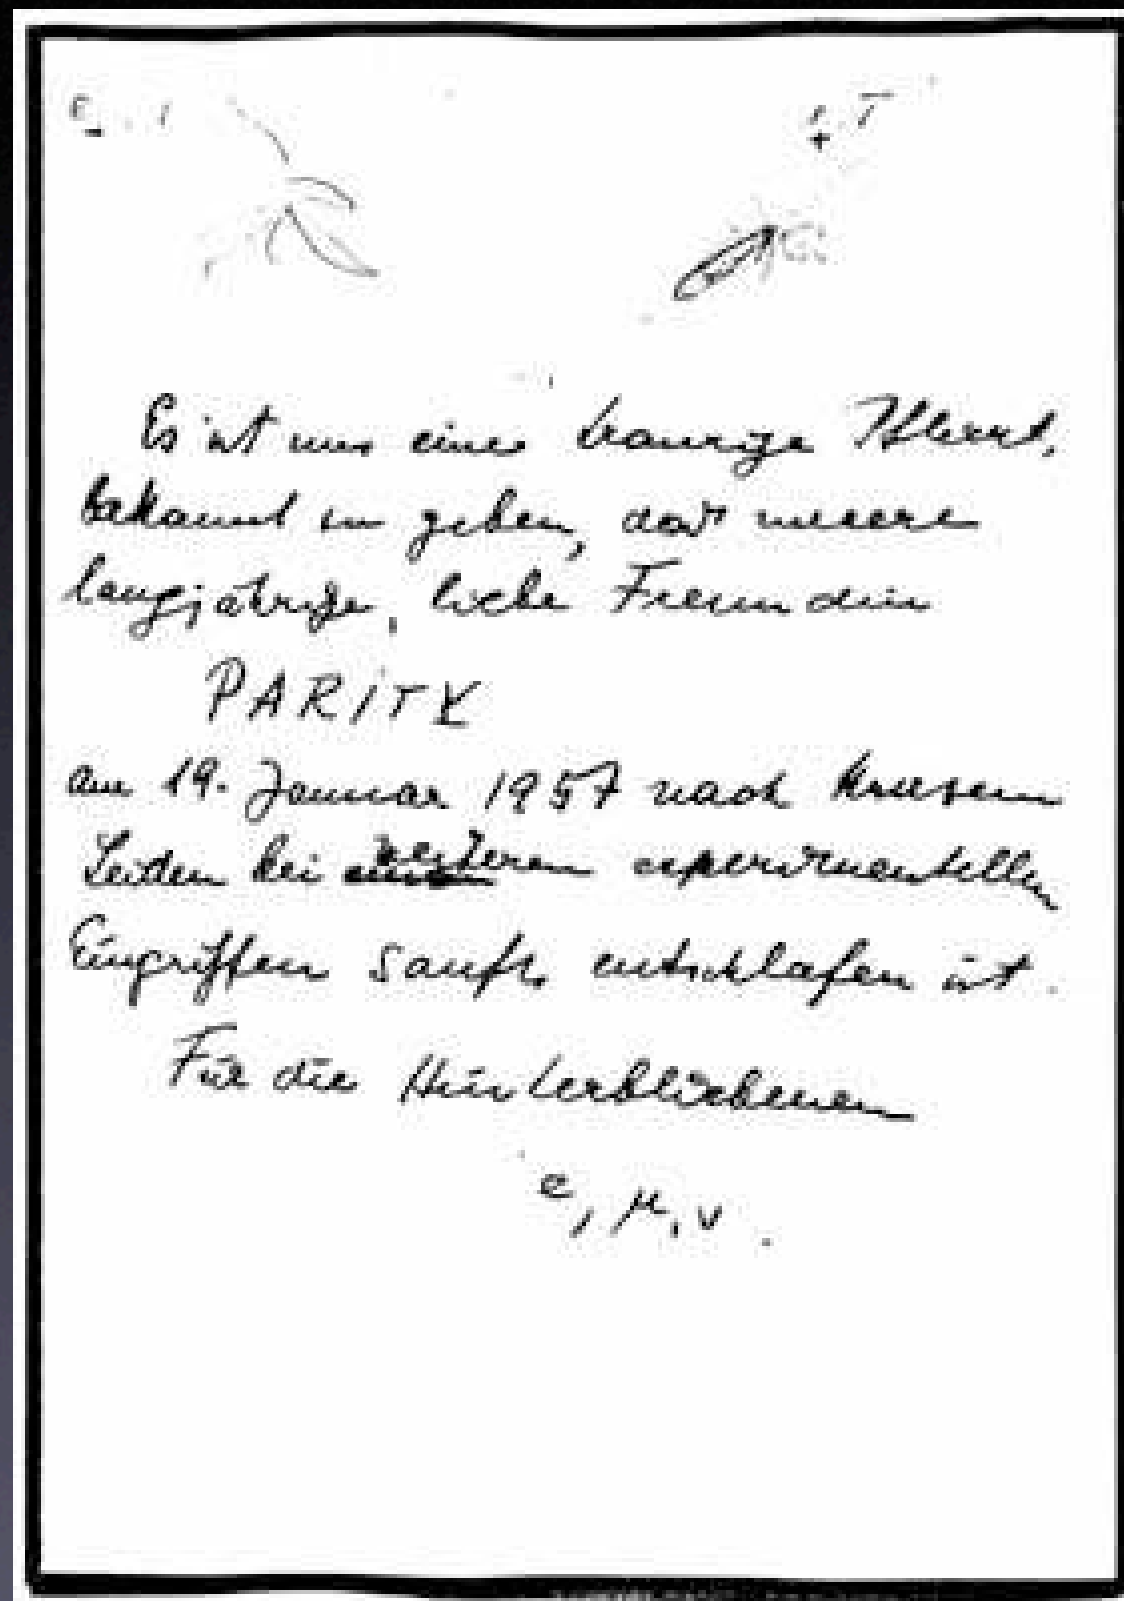 Es ist uns eine traurige Pflicht,
bekannt zu geben, daß unsere
langjährige, liebe Freundin
PARITY
am 19. Januar 1957 nach kurzem
Leiden bei weiteren experimentellen
Eingriffen sanft entschlafen ist.
Für die Hinterbliebenen
e, μ, ν.